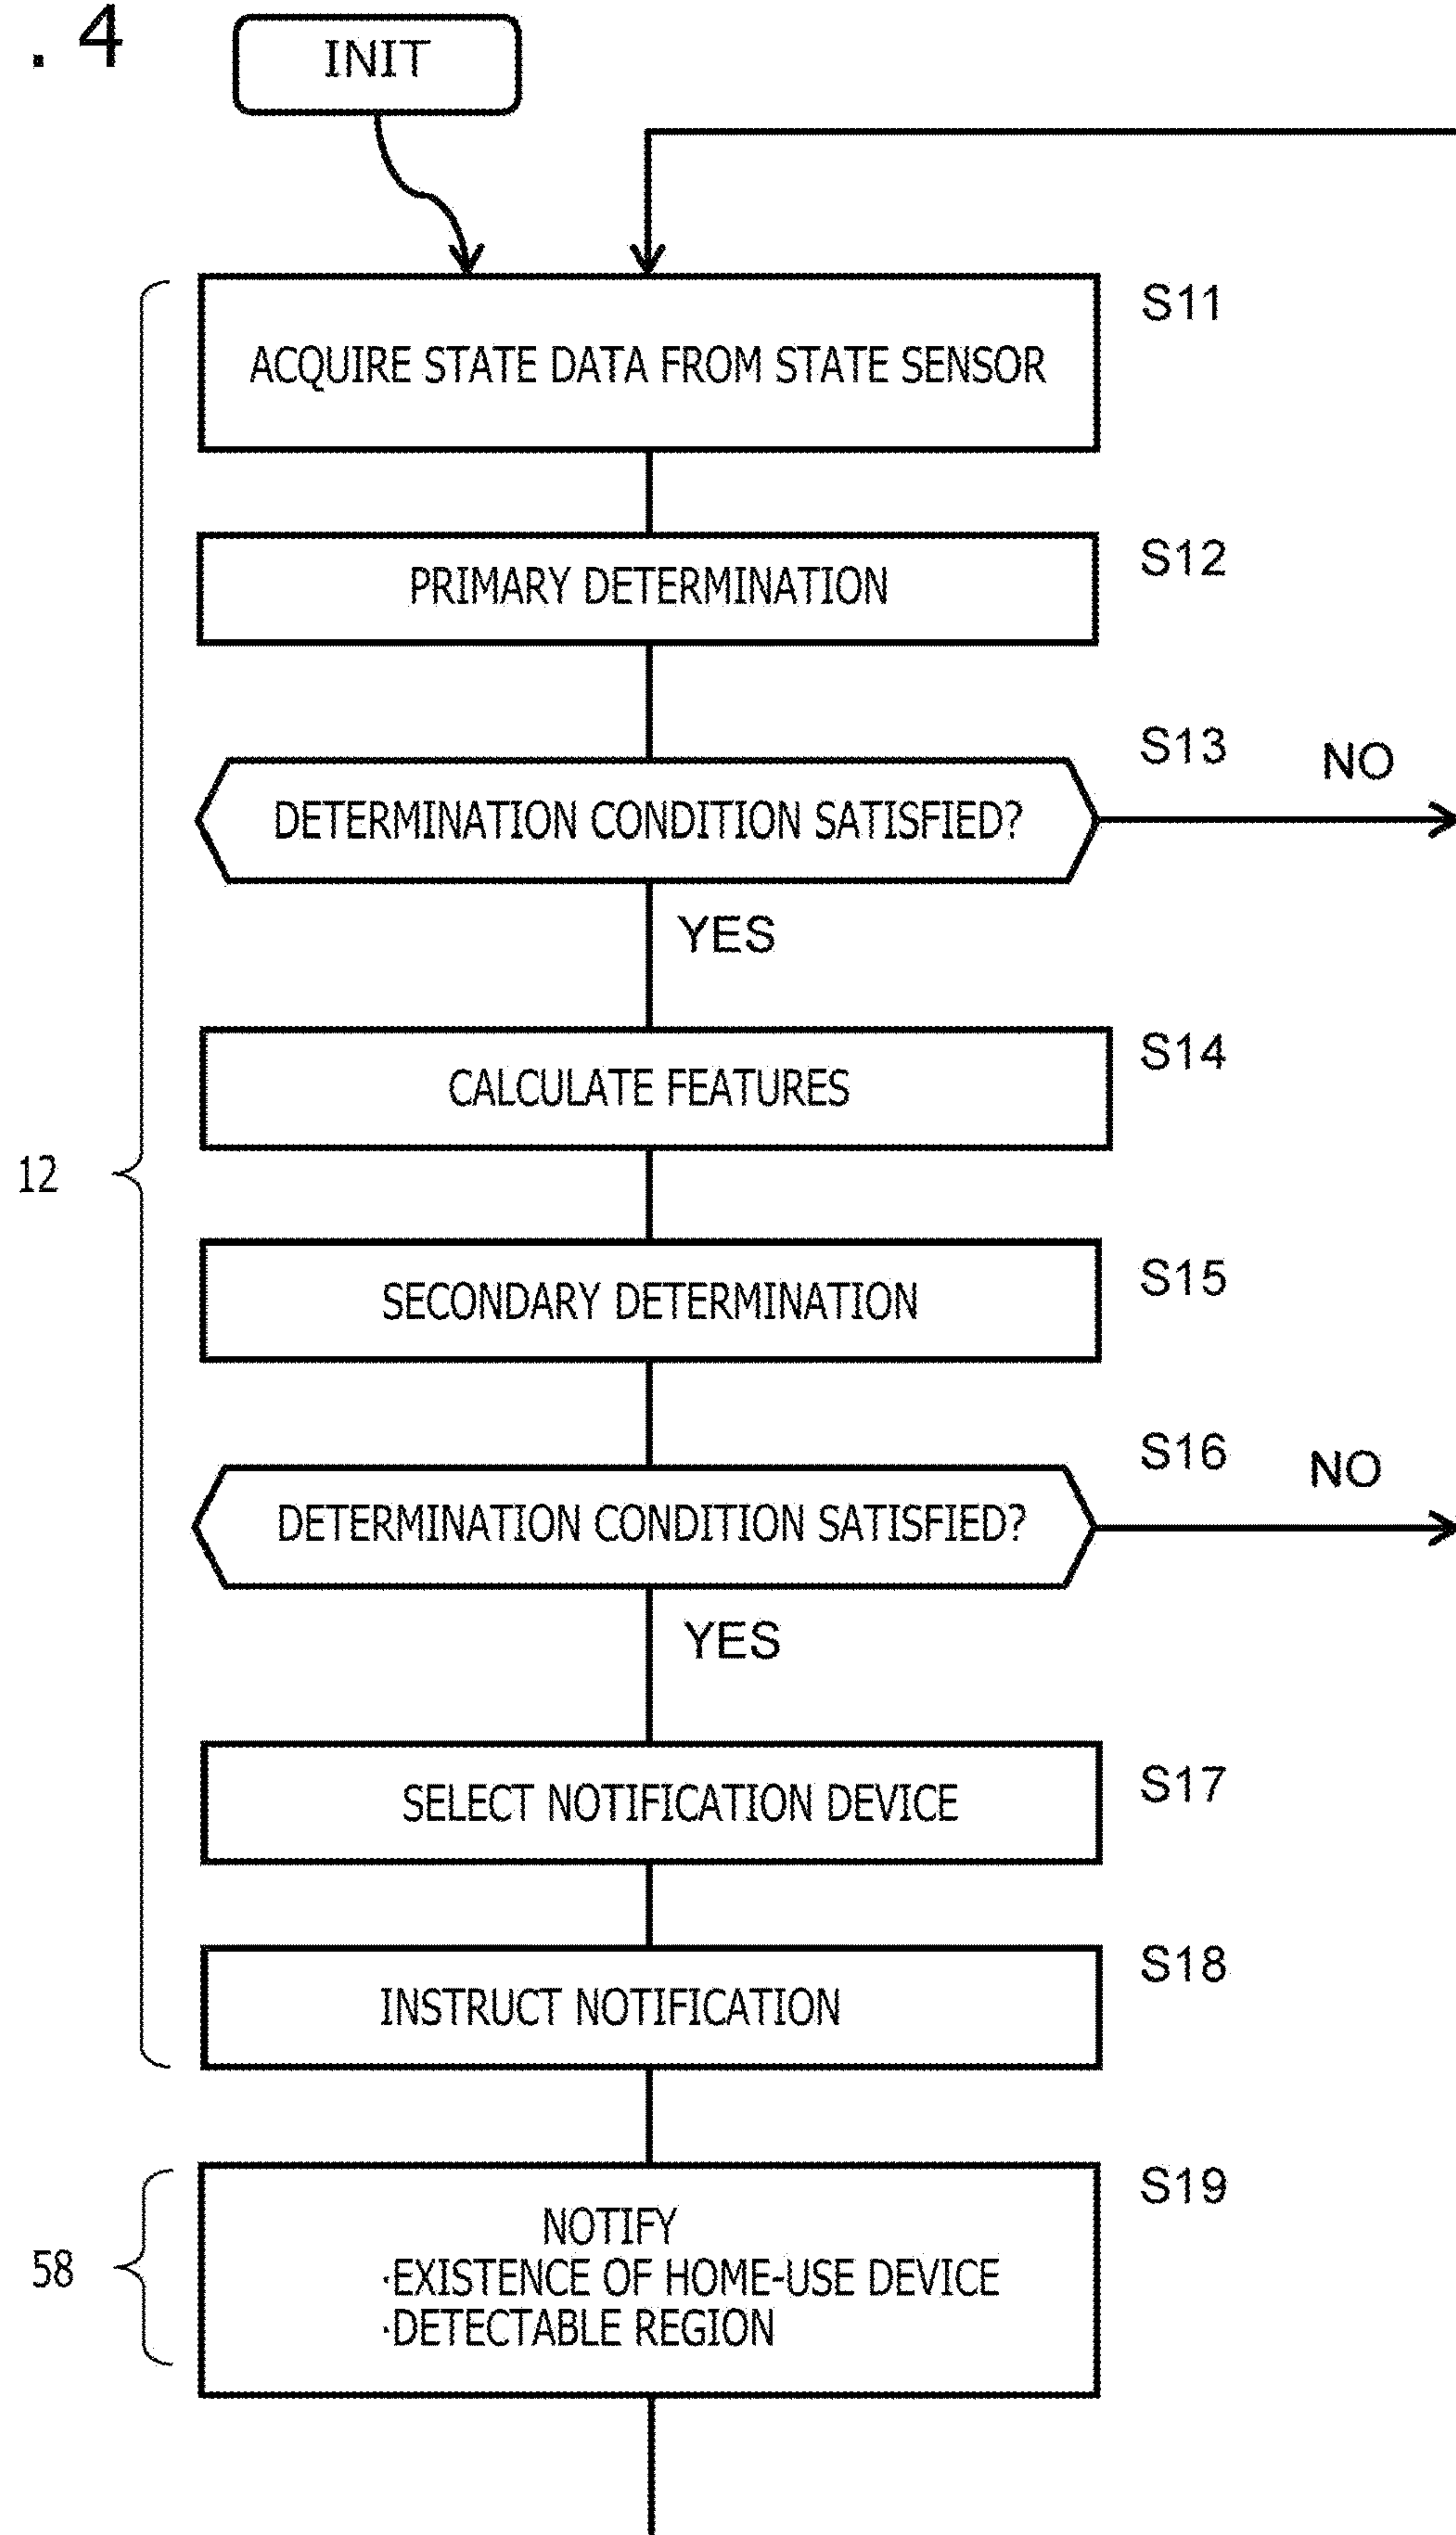 . 4
INIT
S11
ACQUIRE STATE DATA FROM STATE SENSOR
S12
PRIMARY DETERMINATION
S13
NO
DETERMINATION CONDITION SATISFIED?
YES
S14
CALCULATE FEATURES
12
S15
SECONDARY DETERMINATION
S16
NO
DETERMINATION CONDITION SATISFIED?
YES
S17
SELECT NOTIFICATION DEVICE
S18
INSTRUCT NOTIFICATION
S19
NOTIFY
·EXISTENCE OF HOME-USE DEVICE
·DETECTABLE REGION
58